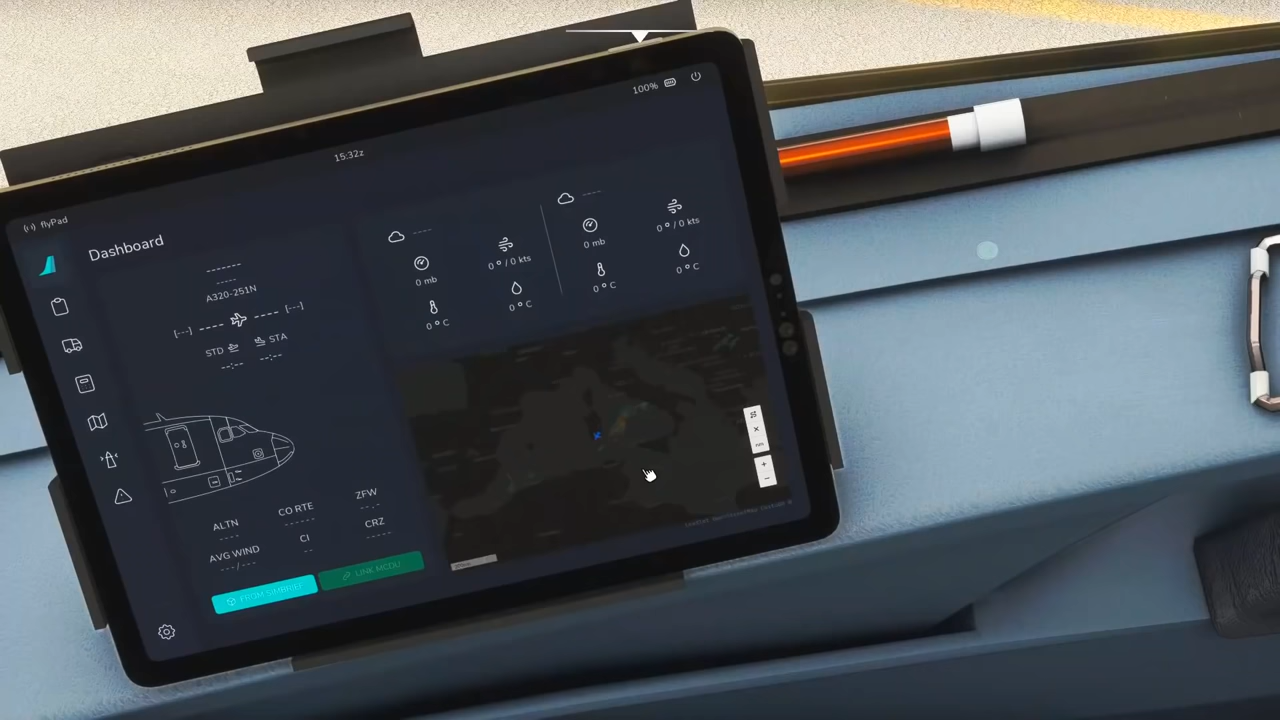 100%
15:32z
flyPad
Dashboard
-------
-----
A320-251N
[---] ---- ---- [---]
STD STA
--:-- --:--
ALTN
----
CO RTE
------
ZFW
--.-
AVG WIND
---/---
CI
--
CRZ
-----
FROM SIMBRIEF
LINK MCDU
----
0 mb
0 ° / 0 kts
0 ° C
0 ° C
----
0 mb
0 ° / 0 kts
0 ° C
0 ° C
+
−